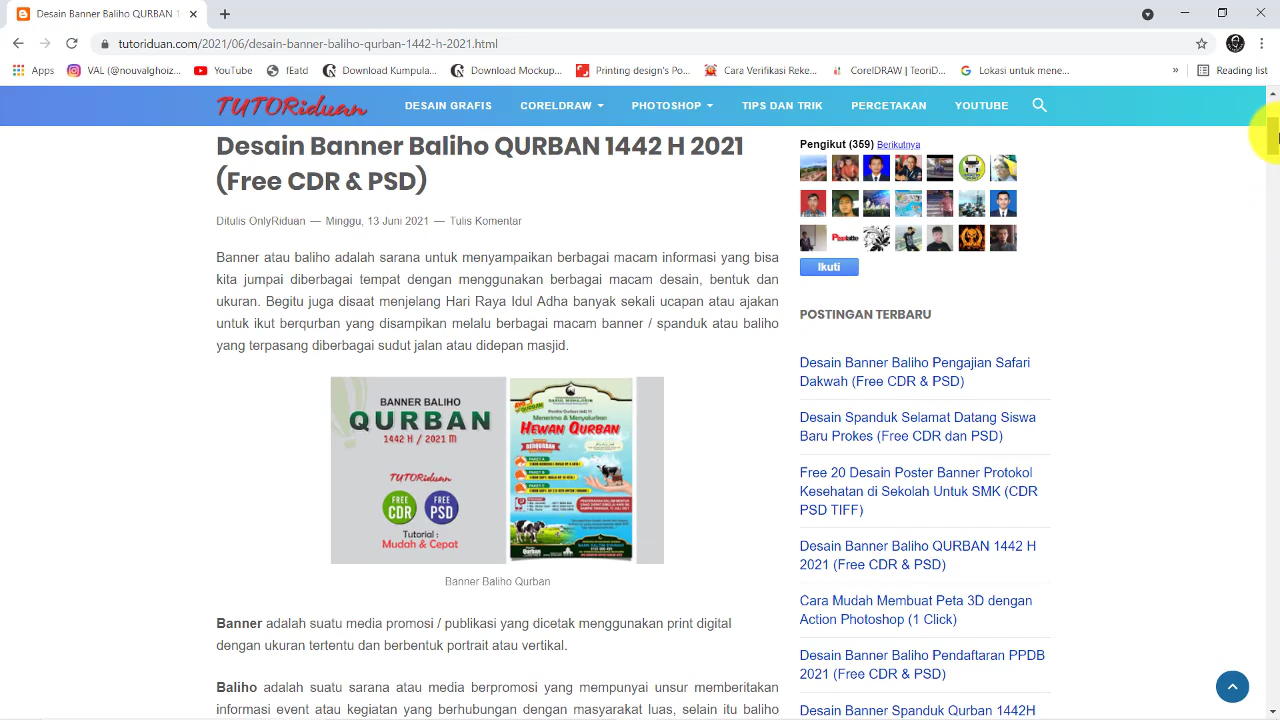 Desain Banner Baliho QURBAN 1
tutoriduan.com/2021/06/desain-banner-baliho-qurban-1442-h-2021.html
Apps VAL (@nouvalghoiz... YouTube fEatd Download Kumpula... Download Mockup... Printing design's Po... Cara Verifikasi Reke... CorelDRAW | TeoriD... Lokasi untuk mene... » Reading list
TUTORiduan DESAIN GRAFIS CORELDRAW PHOTOSHOP TIPS DAN TRIK PERCETAKAN YOUTUBE
Desain Banner Baliho QURBAN 1442 H 2021
(Free CDR & PSD)
Ditulis OnlyRiduan — Minggu, 13 Juni 2021 — Tulis Komentar
Banner atau baliho adalah sarana untuk menyampaikan berbagai macam informasi yang bisa
kita jumpai diberbagai tempat dengan menggunakan berbagai macam desain, bentuk dan
ukuran. Begitu juga disaat menjelang Hari Raya Idul Adha banyak sekali ucapan atau ajakan
untuk ikut berqurban yang disampikan melalu berbagai macam banner / spanduk atau baliho
yang terpasang diberbagai sudut jalan atau didepan masjid.
BANNER BALIHO
QURBAN
1442 H / 2021 M
TUTORiduan
FREE
CDR
FREE
PSD
Tutorial :
Mudah & Cepat
Panitia Qurban 1442 H
Menerima & Menyalurkan
HEWAN QURBAN
Banner Baliho Qurban
Banner adalah suatu media promosi / publikasi yang dicetak menggunakan print digital
dengan ukuran tertentu dan berbentuk portrait atau vertikal.
Baliho adalah suatu sarana atau media berpromosi yang mempunyai unsur memberitakan
informasi event atau kegiatan yang berhubungan dengan masyarakat luas, selain itu baliho
Pengikut (359) Berikutnya
Ikuti
POSTINGAN TERBARU
Desain Banner Baliho Pengajian Safari
Dakwah (Free CDR & PSD)
Desain Spanduk Selamat Datang Siswa
Baru Prokes (Free CDR dan PSD)
Free 20 Desain Poster Banner Protokol
Kesehatan di Sekolah Untuk SMK (CDR
PSD TIFF)
Desain Banner Baliho QURBAN 1442 H
2021 (Free CDR & PSD)
Cara Mudah Membuat Peta 3D dengan
Action Photoshop (1 Click)
Desain Banner Baliho Pendaftaran PPDB
2021 (Free CDR & PSD)
Desain Banner Spanduk Qurban 1442H